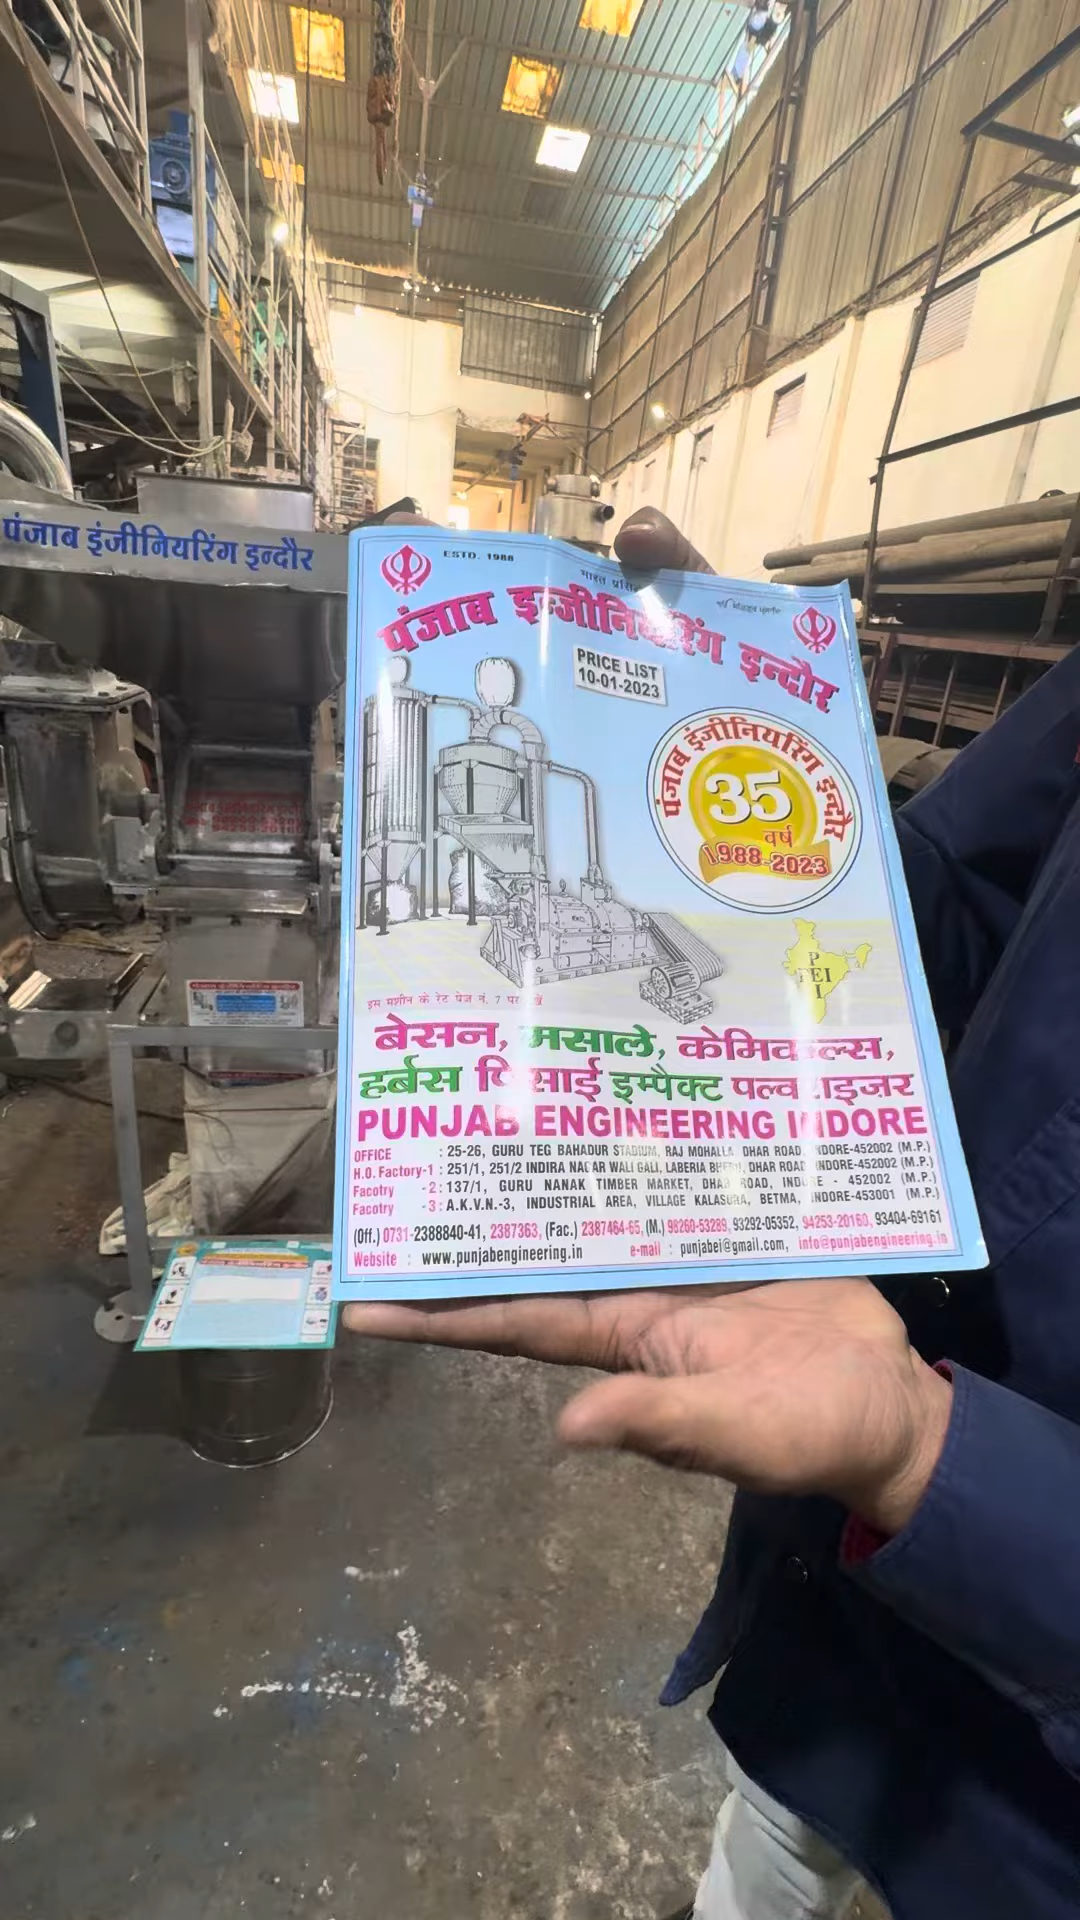 पंजाब इंजीनियरिंग इन्दौर
ESTD. 1988
भारत
पंजाब इन्जीनियरिंग इन्दौर
PRICE LIST
10-01-2023
पंजाब इंजीनियरिंग इन्दौर
35
वर्ष
1988-2023
P
PEI
I
इस मशीन के रेट पेज नं. 7 पर
बेसन, मसाले, केमिकल्स,
हर्बस पिसाई इम्पैक्ट पल्वराइज़र
PUNJAB ENGINEERING INDORE
OFFICE : 25-26, GURU TEG BAHADUR STADIUM, RAJ MOHALLA DHAR ROAD, INDORE-452002 (M.P.)
H.O. Factory-1 : 251/1, 251/2 INDIRA NAGAR WALI GALI, LABERIA BHERU, DHAR ROAD INDORE-452002 (M.P.)
Facotry -2 : 137/1, GURU NANAK TIMBER MARKET, DHAR ROAD, INDORE - 452002 (M.P.)
Facotry -3 : A.K.V.N.-3, INDUSTRIAL AREA, VILLAGE KALASURA, BETMA, INDORE-453001 (M.P.)
(Off.) 0731-2388840-41, 2387363, (Fac.) 2387464-65, (M.) 98260-53289, 93292-05352, 94253-20160, 93404-69161
Website : www.punjabengineering.in e-mail : punjabei@gmail.com, info@punjabengineering.in